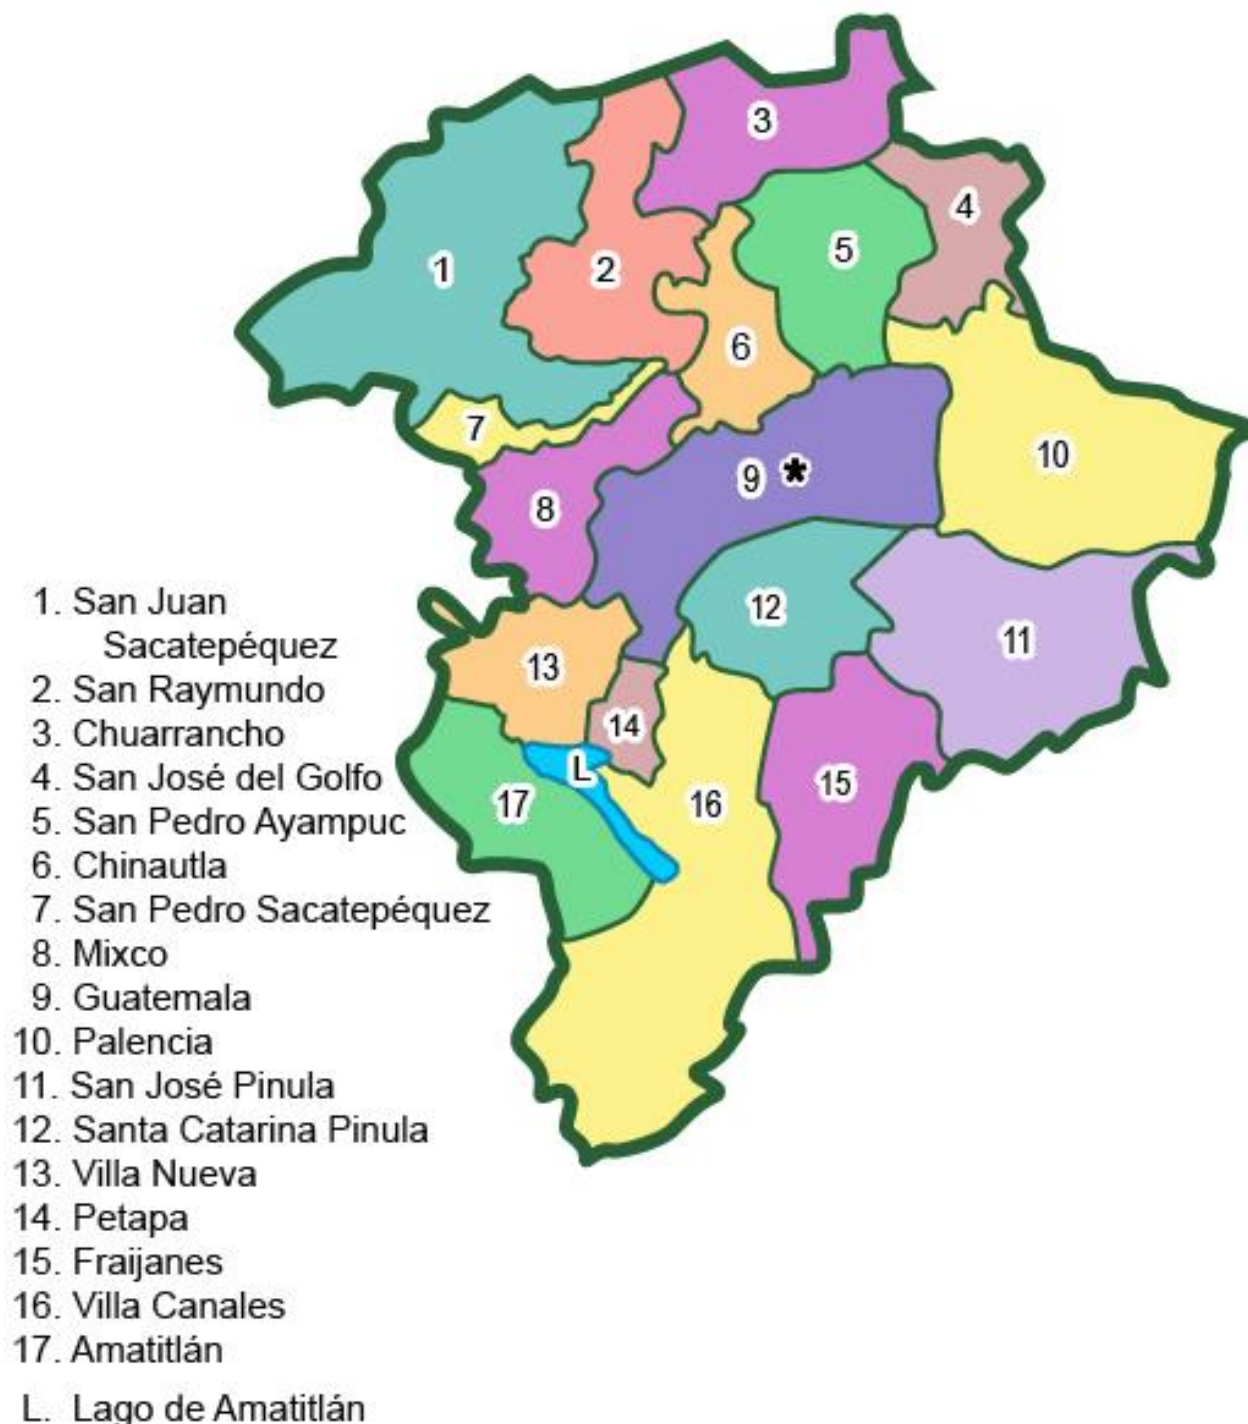 3
4
5
1
2
6
7
10
9 *
8
12
11
13
14
L
15
17
16
1. San Juan
Sacatepéquez
2. San Raymundo
3. Chuarrancho
4. San José del Golfo
5. San Pedro Ayampuc
6. Chinautla
7. San Pedro Sacatepéquez
8. Mixco
9. Guatemala
10. Palencia
11. San José Pinula
12. Santa Catarina Pinula
13. Villa Nueva
14. Petapa
15. Fraijanes
16. Villa Canales
17. Amatitlán
L. Lago de Amatitlán